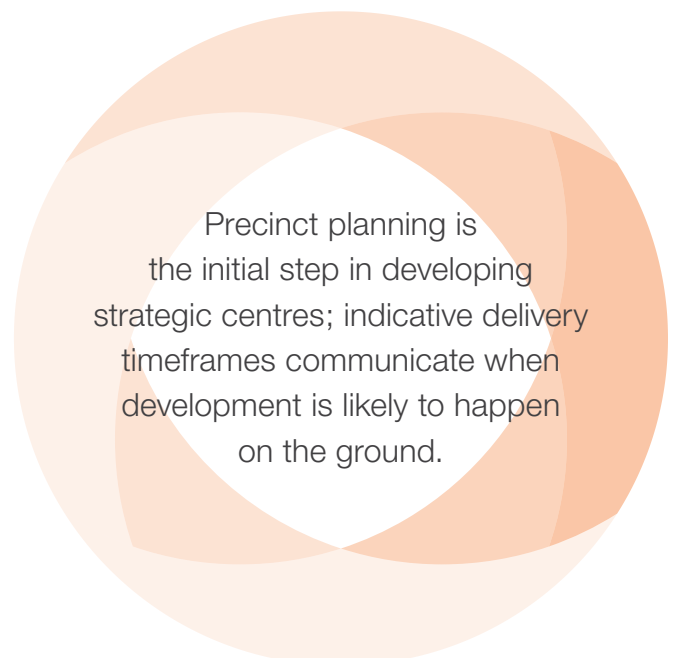 Precinct planning is
the initial step in developing
strategic centres; indicative delivery
timeframes communicate when
development is likely to happen
on the ground.